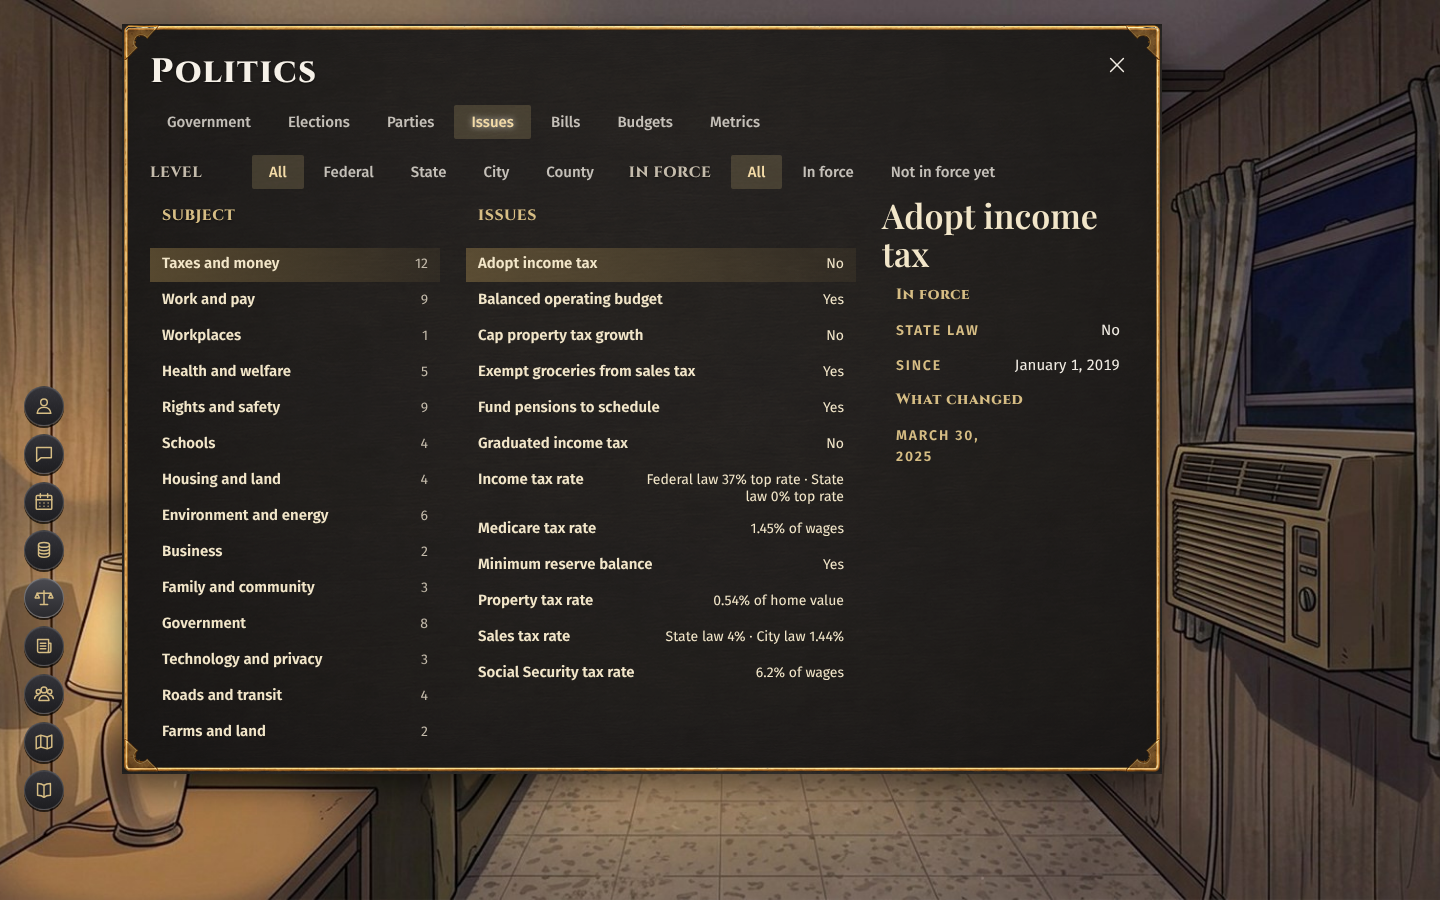 Politics
Government Elections Parties Issues Bills Budgets Metrics
LEVEL All Federal State City County IN FORCE All In force Not in force yet
SUBJECT
Taxes and money 12
Work and pay 9
Workplaces 1
Health and welfare 5
Rights and safety 9
Schools 4
Housing and land 4
Environment and energy 6
Business 2
Family and community 3
Government 8
Technology and privacy 3
Roads and transit 4
Farms and land 2
ISSUES
Adopt income tax No
Balanced operating budget Yes
Cap property tax growth No
Exempt groceries from sales tax Yes
Fund pensions to schedule Yes
Graduated income tax No
Income tax rate Federal law 37% top rate · State
law 0% top rate
Medicare tax rate 1.45% of wages
Minimum reserve balance Yes
Property tax rate 0.54% of home value
Sales tax rate State law 4% · City law 1.44%
Social Security tax rate 6.2% of wages
Adopt income
tax
In force
STATE LAW No
SINCE January 1, 2019
What changed
MARCH 30,
2025